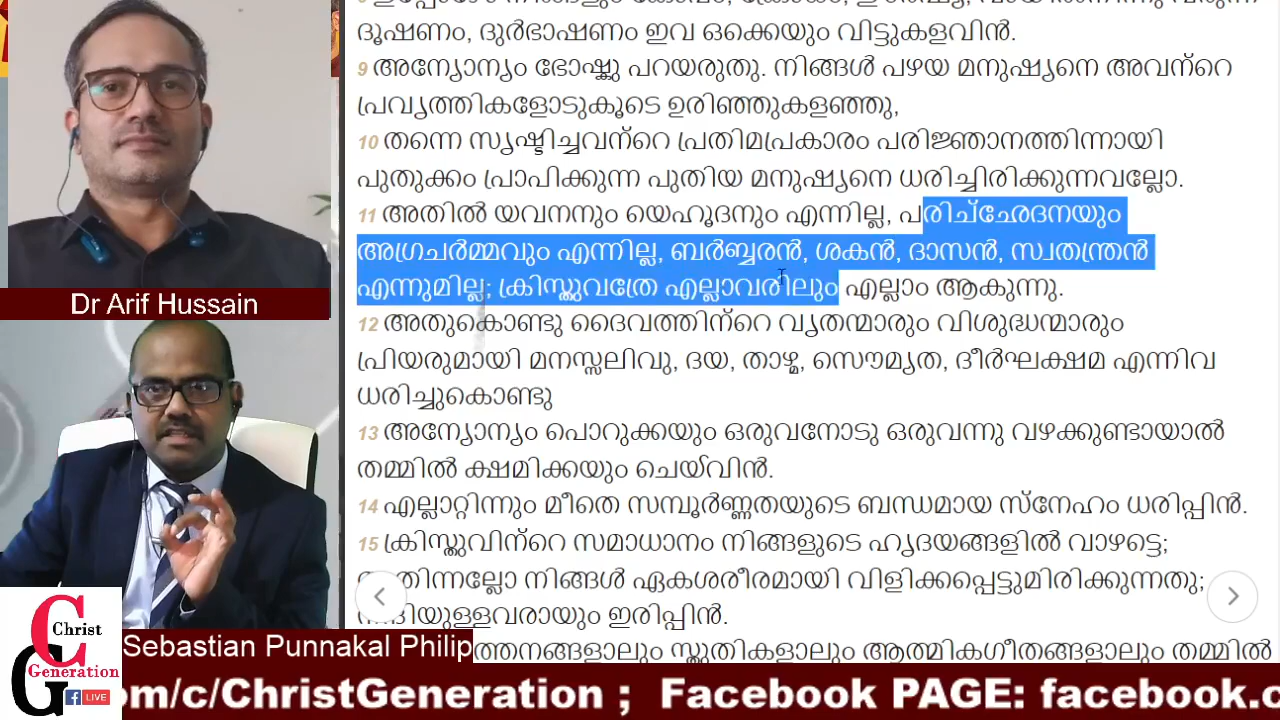 ദൂഷണം, ദുർഭാഷണം ഇവ ഒക്കെയും വിട്ടുകളവിൻ.
9 അന്യോന്യം ഭോഷ്കു പറയരുതു. നിങ്ങൾ പഴയ മനുഷ്യനെ അവന്റെ
പ്രവൃത്തികളോടുകൂടെ ഉരിഞ്ഞുകളഞ്ഞു,
10 തന്നെ സൃഷ്ടിച്ചവന്റെ പ്രതിമപ്രകാരം പരിജ്ഞാനത്തിന്നായി
പുതുക്കം പ്രാപിക്കുന്ന പുതിയ മനുഷ്യനെ ധരിച്ചിരിക്കുന്നവല്ലോ.
11 അതിൽ യവനനും യെഹൂദനും എന്നില്ല, പരിച്ഛേദനയും
അഗ്രചർമ്മവും എന്നില്ല, ബർബ്ബരൻ, ശകൻ, ദാസൻ, സ്വതന്ത്രൻ
എന്നുമില്ല; ക്രിസ്തുവത്രേ എല്ലാവരിലും എല്ലാം ആകുന്നു.
12 അതുകൊണ്ടു ദൈവത്തിന്റെ വൃതന്മാരും വിശുദ്ധന്മാരും
പ്രിയരുമായി മനസ്സലിവു, ദയ, താഴ്മ, സൌമ്യത, ദീർഘക്ഷമ എന്നിവ
ധരിച്ചുകൊണ്ടു
13 അന്യോന്യം പൊറുക്കയും ഒരുവനോടു ഒരുവന്നു വഴക്കുണ്ടായാൽ
തമ്മിൽ ക്ഷമിക്കയും ചെയ്‌വിൻ.
14 എല്ലാറ്റിന്നും മീതെ സമ്പൂർണ്ണതയുടെ ബന്ധമായ സ്നേഹം ധരിപ്പിൻ.
15 ക്രിസ്തുവിന്റെ സമാധാനം നിങ്ങളുടെ ഹൃദയങ്ങളിൽ വാഴട്ടെ;
നിങ്ങൾ ഏകശരീരമായി വിളിക്കപ്പെട്ടുമിരിക്കുന്നതു;
ഇരിപ്പിൻ.
സ്തുതികളാലും ആത്മികഗീതങ്ങളാലും തമ്മിൽ
Dr Arif Hussain
Sebastian Punnakal Philip
Christ
Generation
LIVE
om/c/ChristGeneration ; Facebook PAGE: facebook.c